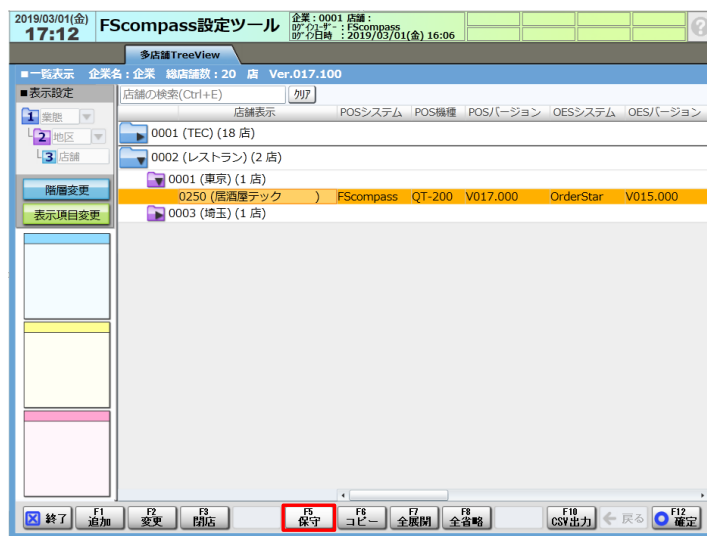 2019/03/01(金)
17:12
FScompass設定ツール
企業：0001 店舗：
ﾛｸﾞｲﾝﾕｰｻﾞｰ：FScompass
ﾛｸﾞｲﾝ日時 ：2019/03/01(金) 16:06
?
多店舗TreeView
■一覧表示 企業名：企業 総店舗数：20 店 Ver.017.100
■表示設定
店舗の検索(Ctrl+E) ｸﾘｱ
店舗表示 POSシステム POS機種 POSバージョン OESシステム OESバージョン
1 業態
2 地区
3 店舗
階層変更
表示項目変更
0001 (TEC) (18 店)
0002 (レストラン) (2 店)
0001 (東京) (1 店)
0250 (居酒屋テック ) FScompass QT-200 V017.000 OrderStar V015.000
0003 (埼玉) (1 店)
終了 F1 追加 F2 変更 F3 閉店 F5 保守 F6 コピー F7 全展開 F8 全省略 F10 CSV出力 戻る F12 確定